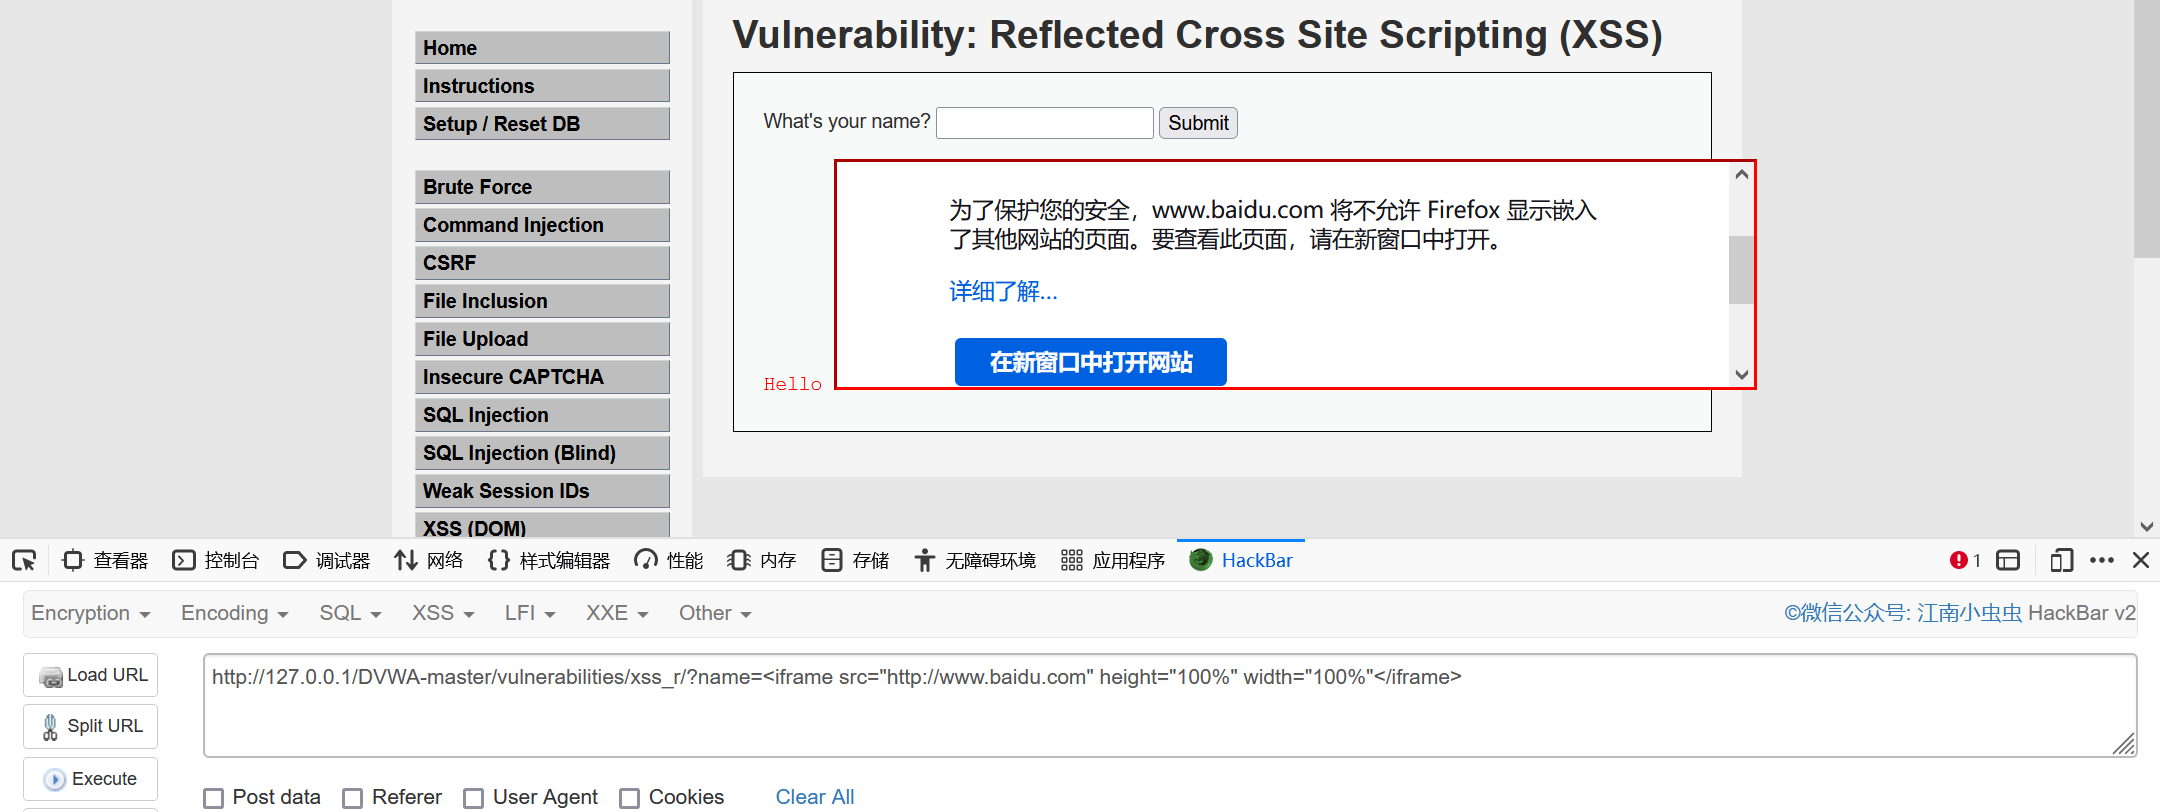 Vulnerability: Reflected Cross Site Scripting (XSS)
Home
Instructions
Setup / Reset DB
Brute Force
Command Injection
CSRF
File Inclusion
File Upload
Insecure CAPTCHA
SQL Injection
SQL Injection (Blind)
Weak Session IDs
XSS (DOM)
What's your name? Submit
为了保护您的安全，www.baidu.com 将不允许 Firefox 显示嵌入
了其他网站的页面。要查看此页面，请在新窗口中打开。
详细了解...
在新窗口中打开网站
Hello
查看器 控制台 调试器 网络 样式编辑器 性能 内存 存储 无障碍环境 应用程序 HackBar 1
Encryption Encoding SQL XSS LFI XXE Other ©微信公众号: 江南小虫虫 HackBar v2
Load URL
http://127.0.0.1/DVWA-master/vulnerabilities/xss_r/?name=<iframe src="http://www.baidu.com" height="100%" width="100%"</iframe>
Split URL
Execute
Post data Referer User Agent Cookies Clear All